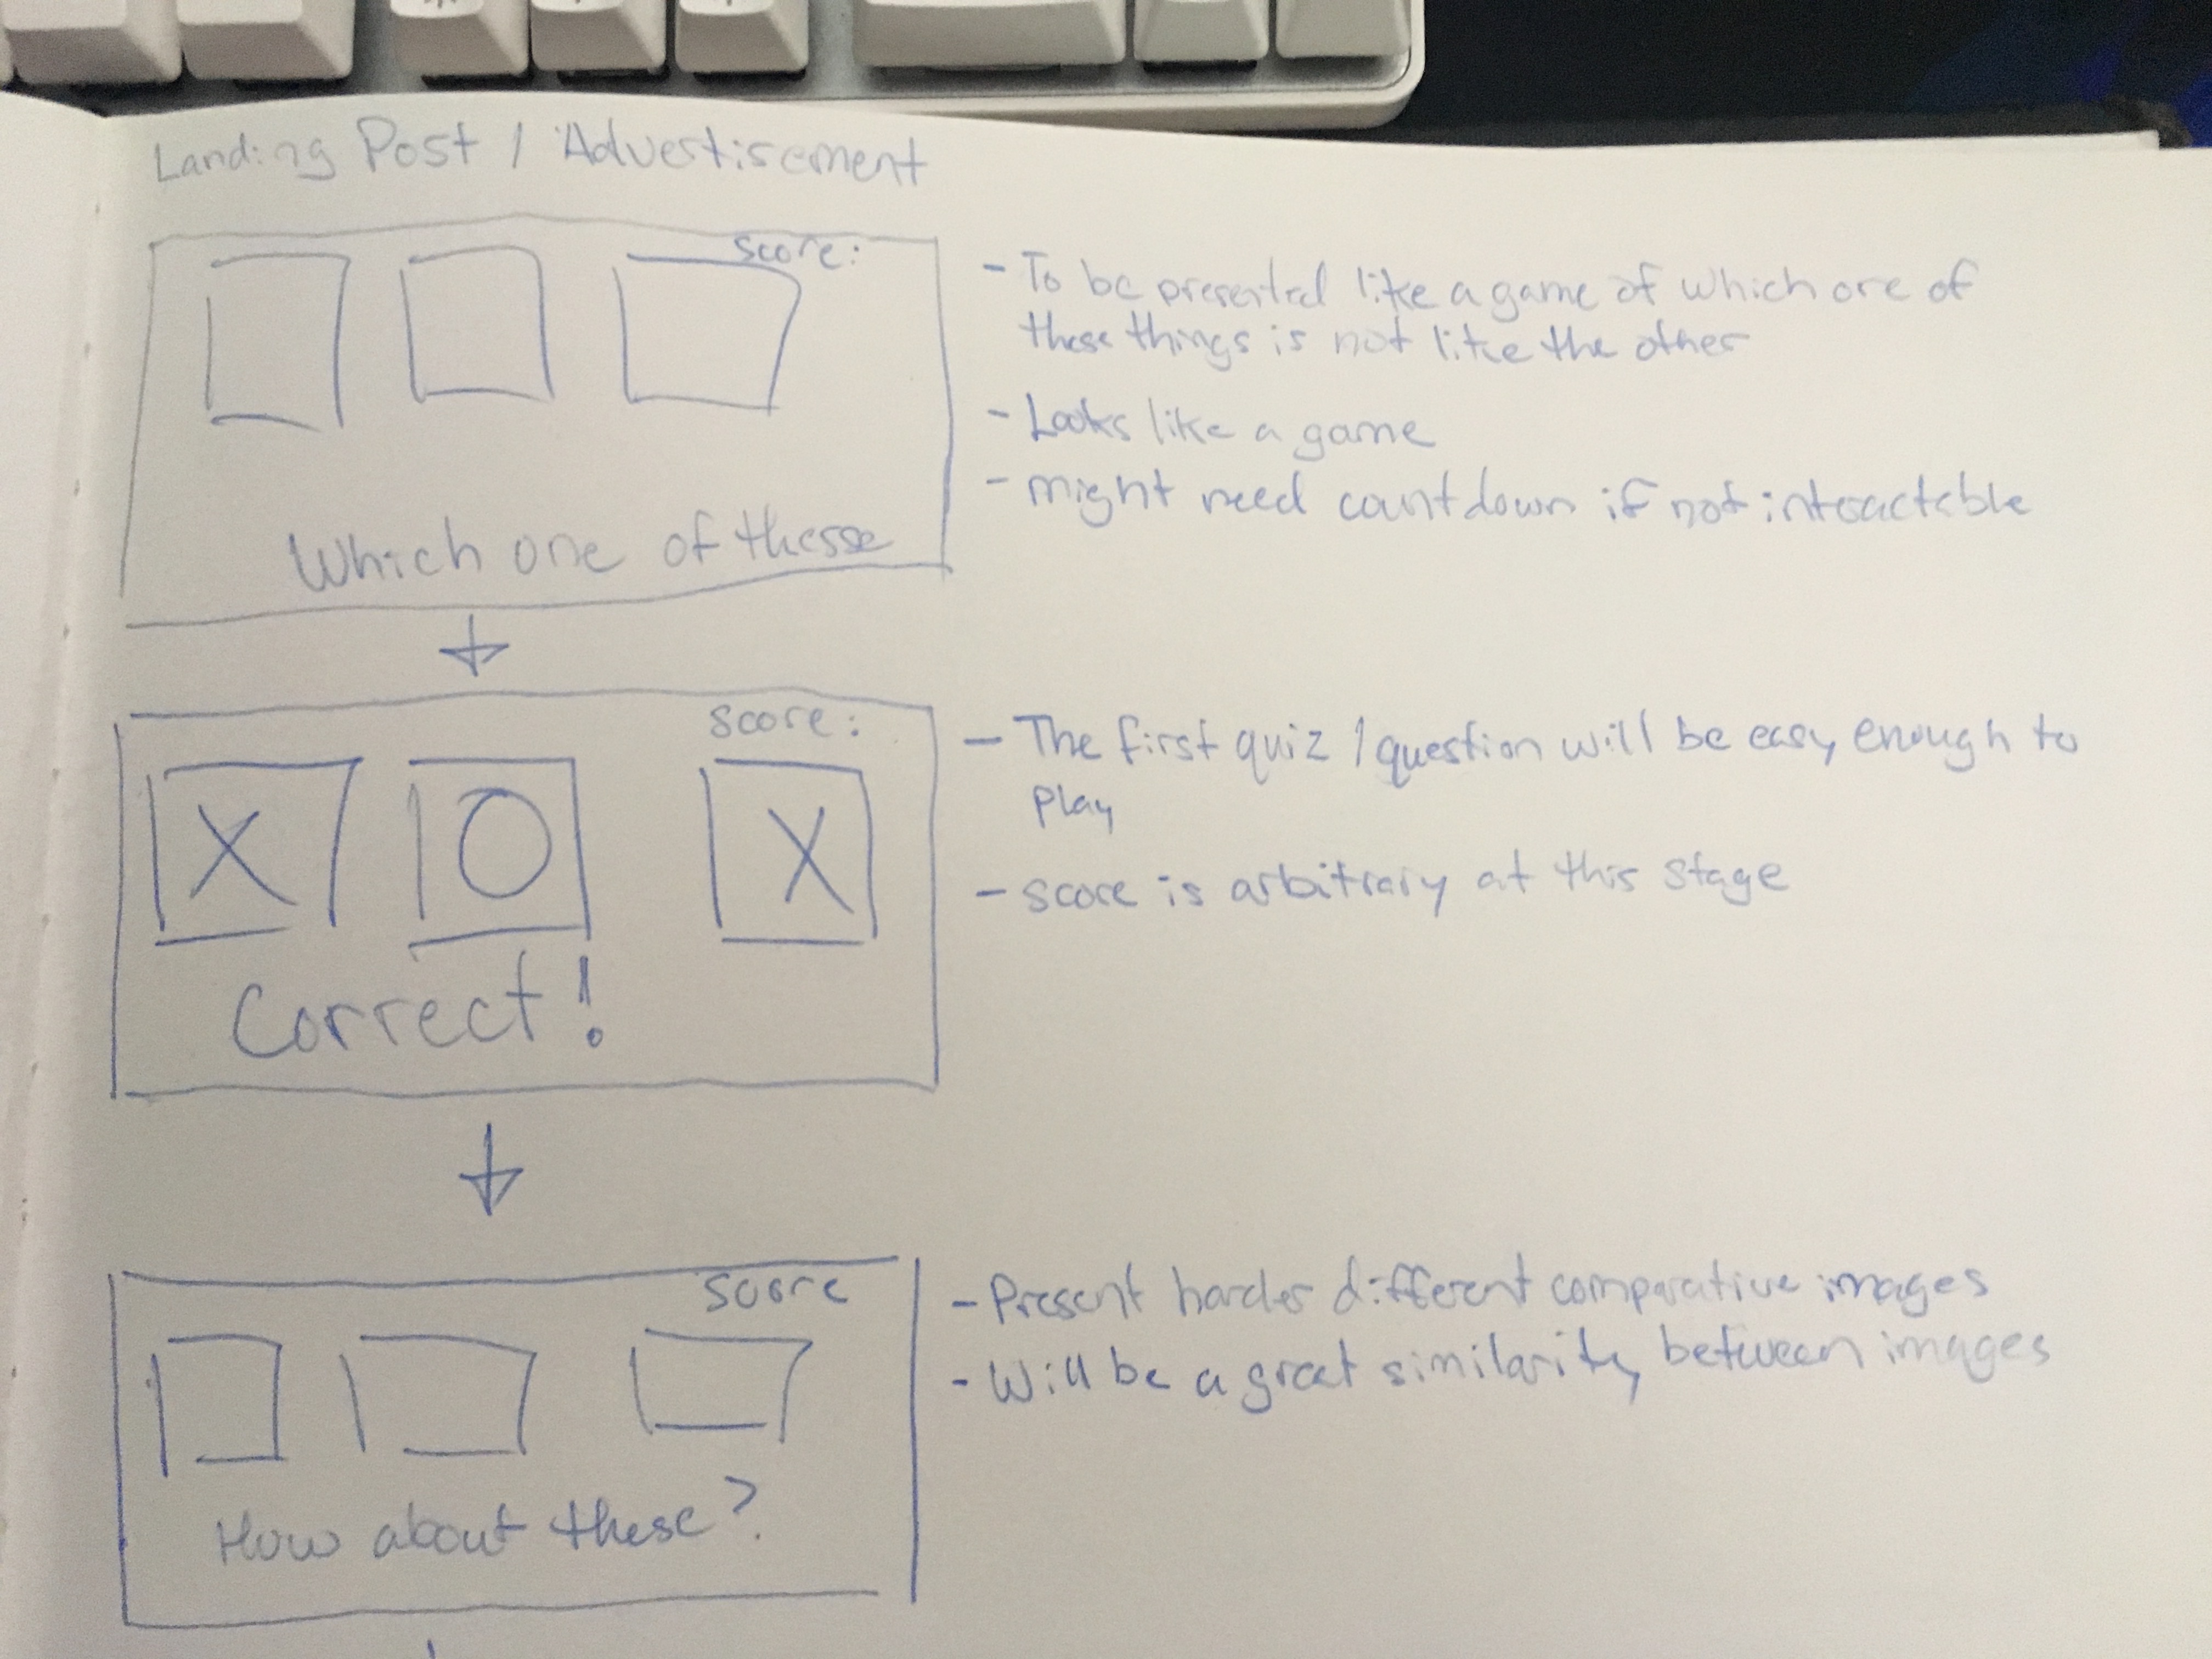 Landing Post / Advertisement
score:
Which one of thesse
- To be presented like a game of which one of
these things is not like the other
- Looks like a game
- might need countdown if not interactable
score:
X O X
Correct!
- The first quiz / question will be easy enough to
play
- score is arbitrary at this stage
score
How about these?
- Present harder different comparative images
- Will be a great similarity between images